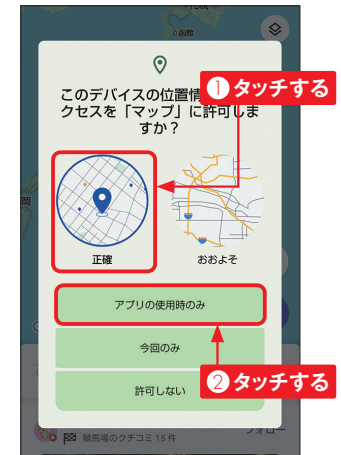 函館
このデバイスの位置情
クセスを「マップ」に許可しま
すか？
❶タッチする
正確
おおよそ
アプリの使用時のみ
今回のみ
❷タッチする
許可しない
競馬場のクチコミ 15 件
フォロー